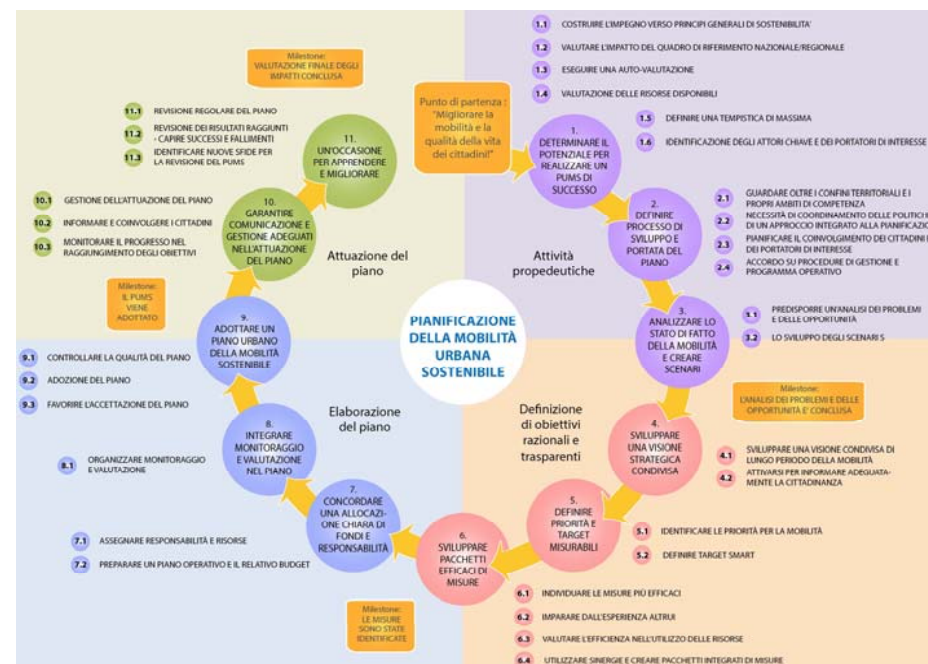 1.1 COSTRUIRE L'IMPEGNO VERSO PRINCIPI GENERALI DI SOSTENIBILITA'
1.2 VALUTARE L'IMPATTO DEL QUADRO DI RIFERIMENTO NAZIONALE/REGIONALE
1.3 ESEGUIRE UNA AUTO-VALUTAZIONE
1.4 VALUTAZIONE DELLE RISORSE DISPONIBILI
1.5 DEFINIRE UNA TEMPISTICA DI MASSIMA
1.6 IDENTIFICAZIONE DEGLI ATTORI CHIAVE E DEI PORTATORI DI INTERESSE
Punto di partenza :
"Migliorare la
mobilità e la
qualità della vita
dei cittadini!"
1.
DETERMINARE IL
POTENZIALE PER
REALIZZARE UN
PUMS DI
SUCCESSO
2.
DEFINIRE
PROCESSO DI
SVILUPPO E
PORTATA DEL
PIANO
2.1 GUARDARE OLTRE I CONFINI TERRITORIALI E I
PROPRI AMBITI DI COMPETENZA
2.2 NECESSITÀ DI COORDINAMENTO DELLE POLITICHE
DI UN APPROCCIO INTEGRATO ALLA PIANIFICAZIO
2.3 PIANIFICARE IL COINVOLGIMENTO DEI CITTADINI E
DEI PORTATORI DI INTERESSE
2.4 ACCORDO SU PROCEDURE DI GESTIONE E
PROGRAMMA OPERATIVO
Attività
propedeutiche
3.
ANALIZZARE LO
STATO DI FATTO
DELLA MOBILITÀ
E CREARE
SCENARI
3.1 PREDISPORRE UN'ANALISI DEI PROBLEMI
E DELLE OPPORTUNITÀ
3.2 LO SVILUPPO DEGLI SCENARI S
Milestone:
L'ANALISI DEI PROBLEMI E DELLE
OPPORTUNITÀ E' CONCLUSA
Definizione
di obiettivi
razionali e
trasparenti
4.
SVILUPPARE
UNA VISIONE
STRATEGICA
CONDIVISA
4.1 SVILUPPARE UNA VISIONE CONDIVISA DI
LUNGO PERIODO DELLA MOBILITÀ
4.2 ATTIVARSI PER INFORMARE ADEGUATA-
MENTE LA CITTADINANZA
5.
DEFINIRE
PRIORITÀ E
TARGET
MISURABILI
5.1 IDENTIFICARE LE PRIORITÀ PER LA MOBILITÀ
5.2 DEFINIRE TARGET SMART
6.
SVILUPPARE
PACCHETTI
EFFICACI DI
MISURE
6.1 INDIVIDUARE LE MISURE PIÙ EFFICACI
6.2 IMPARARE DALL'ESPERIENZA ALTRUI
6.3 VALUTARE L'EFFICIENZA NELL'UTILIZZO DELLE RISORSE
6.4 UTILIZZARE SINERGIE E CREARE PACCHETTI INTEGRATI DI MISURE
Milestone:
LE MISURE
SONO STATE
IDENTIFICATE
7.
CONCORDARE
UNA ALLOCAZI-
ONE CHIARA DI
FONDI E
RESPONSABILITÀ
7.1 ASSEGNARE RESPONSABILITÀ E RISORSE
7.2 PREPARARE UN PIANO OPERATIVO E IL RELATIVO BUDGET
Elaborazione
del piano
8.
INTEGRARE
MONITORAGGIO
E VALUTAZIONE
NEL PIANO
8.1 ORGANIZZARE MONITORAGGIO
E VALUTAZIONE
9.
ADOTTARE UN
PIANO URBANO
DELLA MOBILITÀ
SOSTENIBILE
9.1 CONTROLLARE LA QUALITÀ DEL PIANO
9.2 ADOZIONE DEL PIANO
9.3 FAVORIRE L'ACCETTAZIONE DEL PIANO
Milestone:
IL PUMS
VIENE
ADOTTATO
10.
GARANTIRE
COMUNICAZIONE E
GESTIONE ADEGUATI
NELL'ATTUAZIONE
DEL PIANO
10.1 GESTIONE DELL'ATTUAZIONE DEL PIANO
10.2 INFORMARE E COINVOLGERE I CITTADINI
10.3 MONITORARE IL PROGRESSO NEL
RAGGIUNGIMENTO DEGLI OBIETTIVI
Attuazione del
piano
11.
UN'OCCASIONE
PER APPRENDERE
E MIGLIORARE
11.1 REVISIONE REGOLARE DEL PIANO
11.2 REVISIONE DEI RISULTATI RAGGIUNTI
- CAPIRE SUCCESSI E FALLIMENTI
11.3 IDENTIFICARE NUOVE SFIDE PER
LA REVISIONE DEL PUMS
Milestone:
VALUTAZIONE FINALE DEGLI
IMPATTI CONCLUSA
PIANIFICAZIONE
DELLA MOBILITÀ
URBANA
SOSTENIBILE